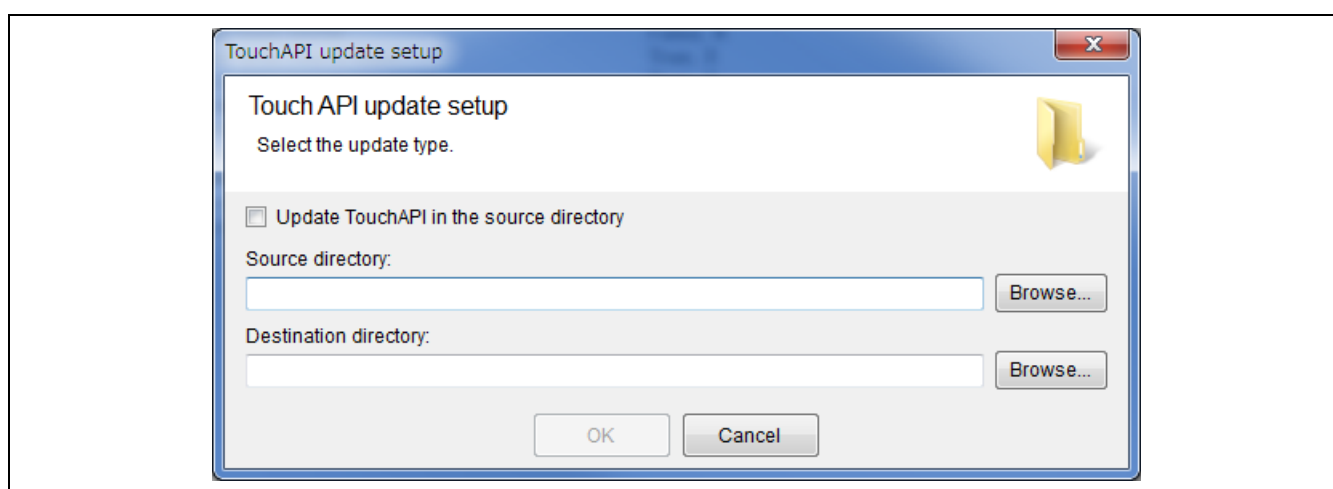 TouchAPI update setup
Touch API update setup
Select the update type.
Update TouchAPI in the source directory
Source directory:
Browse...
Destination directory:
Browse...
OK
Cancel